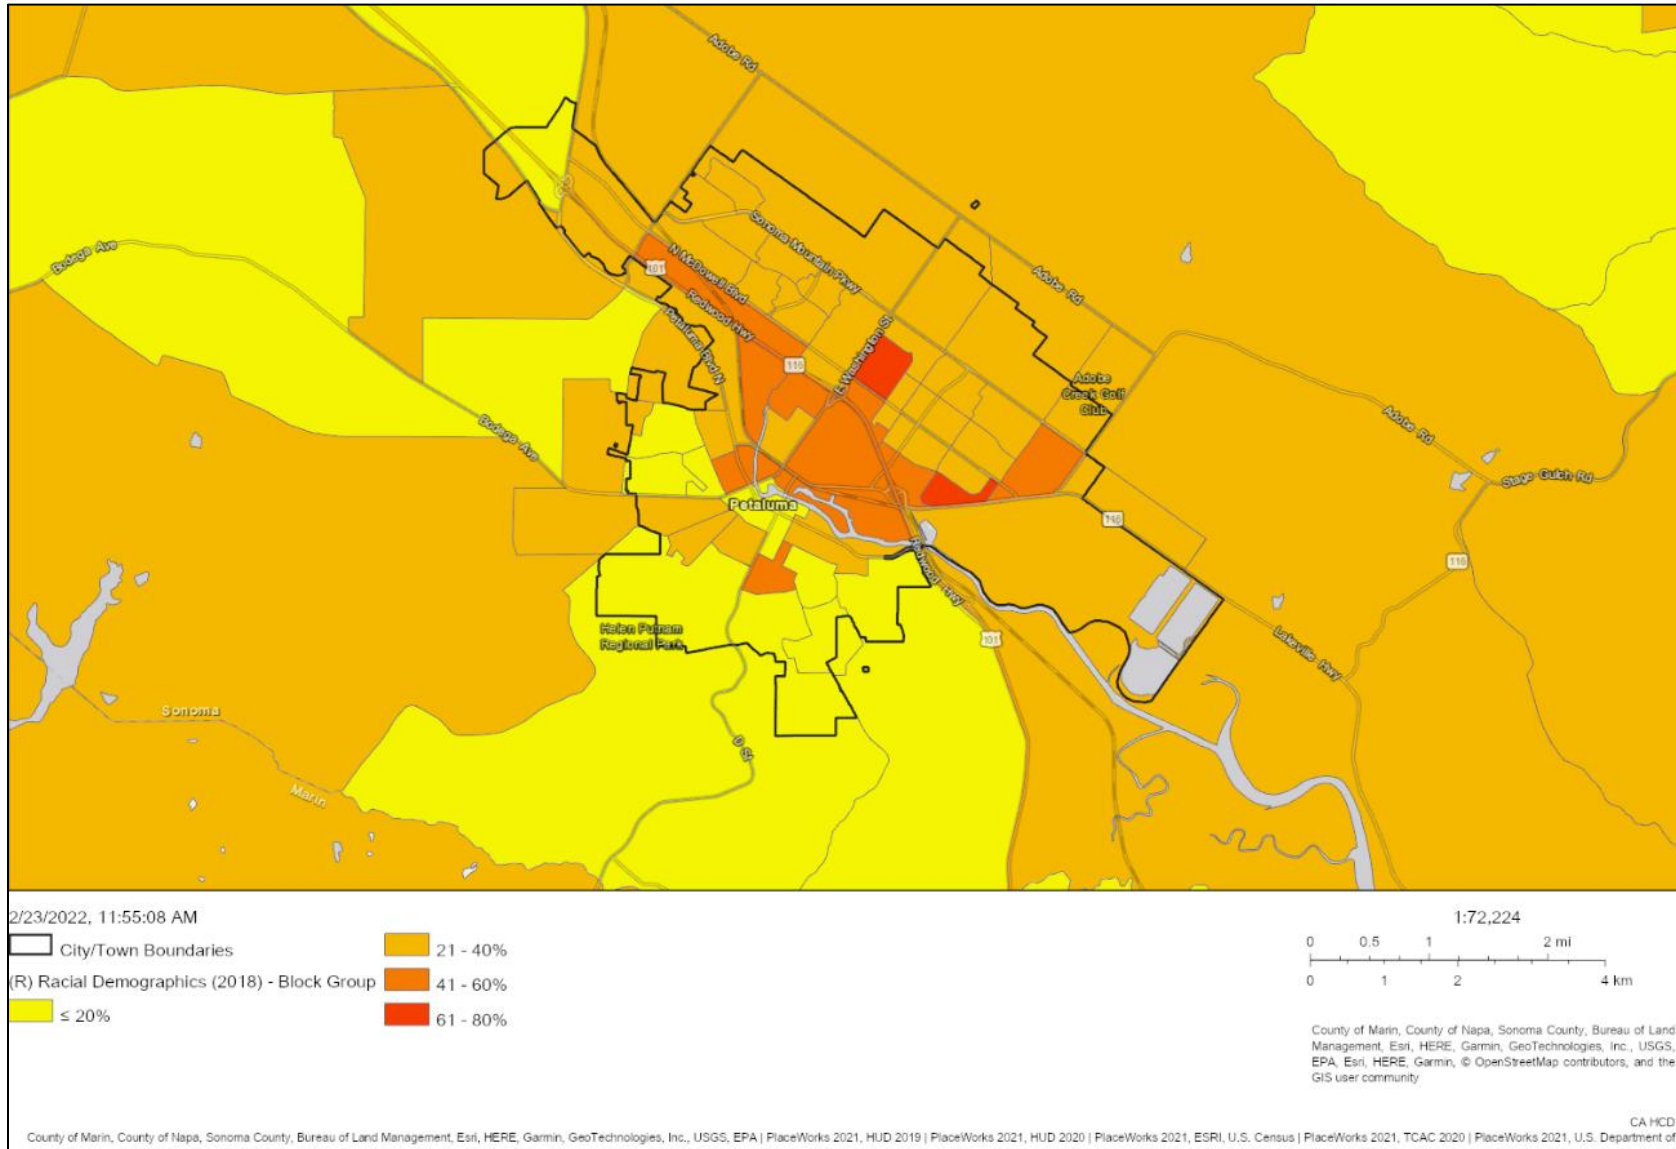 Adobe Rd
Bodega Ave
101
N McDowell Blvd
Redwood Hwy
Petaluma Blvd N
Sonoma Mountain Pkwy
116
E Washington St
Adobe Rd
Adobe
Creek Golf
Club
Adobe Rd
Stage Gulch Rd
Bodega Ave
Petaluma
116
116
Redwood Hwy
101
Lakeville Hwy
Helen Putnam
Regional Park
D St
Sonoma
Marin
2/23/2022, 11:55:08 AM
City/Town Boundaries
(R) Racial Demographics (2018) - Block Group
≤ 20%
21 - 40%
41 - 60%
61 - 80%
1:72,224
0 0.5 1 2 mi
0 1 2 4 km
County of Marin, County of Napa, Sonoma County, Bureau of Land
Management, Esri, HERE, Garmin, GeoTechnologies, Inc., USGS,
EPA, Esri, HERE, Garmin, © OpenStreetMap contributors, and the
GIS user community
CA HCD
County of Marin, County of Napa, Sonoma County, Bureau of Land Management, Esri, HERE, Garmin, GeoTechnologies, Inc., USGS, EPA | PlaceWorks 2021, HUD 2019 | PlaceWorks 2021, HUD 2020 | PlaceWorks 2021, ESRI, U.S. Census | PlaceWorks 2021, TCAC 2020 | PlaceWorks 2021, U.S. Department of